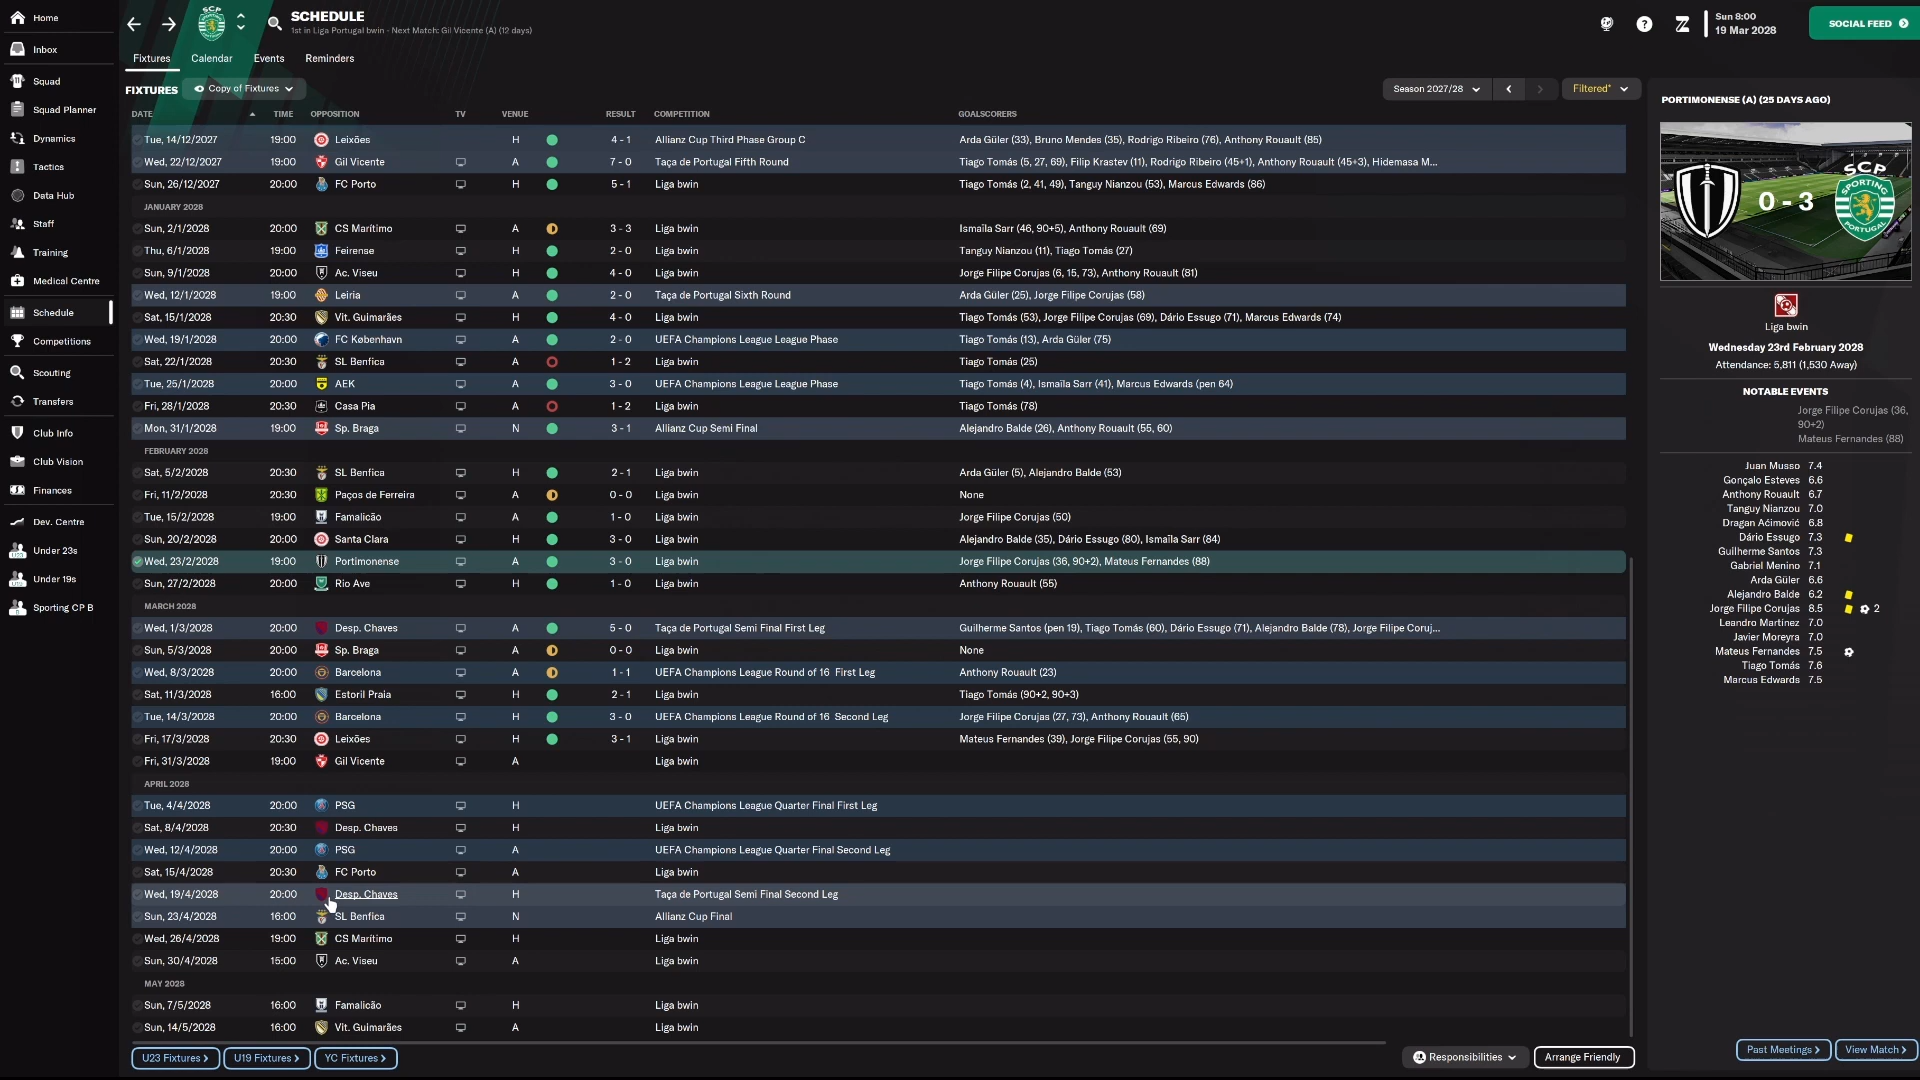 Home
Inbox
Squad
Squad Planner
Dynamics
Tactics
Data Hub
Staff
Training
Medical Centre
Schedule
Competitions
Scouting
Transfers
Club Info
Club Vision
Finances
Dev. Centre
Under 23s
Under 19s
Sporting CP B
SCHEDULE
1st in Liga Portugal bwin - Next Match: Gil Vicente (A) (12 days)
Sun 8:00
19 Mar 2028
SOCIAL FEED
Fixtures Calendar Events Reminders
FIXTURES Copy of Fixtures Season 2027/28 Filtered*
DATE TIME OPPOSITION TV VENUE RESULT COMPETITION GOALSCORERS
Tue, 14/12/2027 19:00 Leixões H 4 - 1 Allianz Cup Third Phase Group C Arda Güler (33), Bruno Mendes (35), Rodrigo Ribeiro (76), Anthony Rouault (85)
Wed, 22/12/2027 19:00 Gil Vicente A 7 - 0 Taça de Portugal Fifth Round Tiago Tomás (5, 27, 69), Filip Krastev (11), Rodrigo Ribeiro (45+1), Anthony Rouault (45+3), Hidemasa M...
Sun, 26/12/2027 20:00 FC Porto H 5 - 1 Liga bwin Tiago Tomás (2, 41, 49), Tanguy Nianzou (53), Marcus Edwards (86)
JANUARY 2028
Sun, 2/1/2028 20:00 CS Marítimo A 3 - 3 Liga bwin Ismaïla Sarr (46, 90+5), Anthony Rouault (69)
Thu, 6/1/2028 19:00 Feirense H 2 - 0 Liga bwin Tanguy Nianzou (11), Tiago Tomás (27)
Sun, 9/1/2028 20:00 Ac. Viseu H 4 - 0 Liga bwin Jorge Filipe Corujas (6, 15, 73), Anthony Rouault (81)
Wed, 12/1/2028 19:00 Leiria A 2 - 0 Taça de Portugal Sixth Round Arda Güler (25), Jorge Filipe Corujas (58)
Sat, 15/1/2028 20:30 Vit. Guimarães H 4 - 0 Liga bwin Tiago Tomás (53), Jorge Filipe Corujas (69), Dário Essugo (71), Marcus Edwards (74)
Wed, 19/1/2028 20:00 FC København A 2 - 0 UEFA Champions League League Phase Tiago Tomás (13), Arda Güler (75)
Sat, 22/1/2028 20:30 SL Benfica A 1 - 2 Liga bwin Tiago Tomás (25)
Tue, 25/1/2028 20:00 AEK A 3 - 0 UEFA Champions League League Phase Tiago Tomás (4), Ismaïla Sarr (41), Marcus Edwards (pen 64)
Fri, 28/1/2028 20:30 Casa Pia A 1 - 2 Liga bwin Tiago Tomás (78)
Mon, 31/1/2028 19:00 Sp. Braga N 3 - 1 Allianz Cup Semi Final Alejandro Balde (26), Anthony Rouault (55, 60)
FEBRUARY 2028
Sat, 5/2/2028 20:30 SL Benfica H 2 - 1 Liga bwin Arda Güler (5), Alejandro Balde (53)
Fri, 11/2/2028 20:30 Paços de Ferreira A 0 - 0 Liga bwin None
Tue, 15/2/2028 19:00 Famalicão A 1 - 0 Liga bwin Jorge Filipe Corujas (50)
Sun, 20/2/2028 20:00 Santa Clara H 3 - 0 Liga bwin Alejandro Balde (35), Dário Essugo (80), Ismaïla Sarr (84)
Wed, 23/2/2028 19:00 Portimonense A 3 - 0 Liga bwin Jorge Filipe Corujas (36, 90+2), Mateus Fernandes (88)
Sun, 27/2/2028 20:00 Rio Ave H 1 - 0 Liga bwin Anthony Rouault (55)
MARCH 2028
Wed, 1/3/2028 20:00 Desp. Chaves A 5 - 0 Taça de Portugal Semi Final First Leg Guilherme Santos (pen 19), Tiago Tomás (60), Dário Essugo (71), Alejandro Balde (78), Jorge Filipe Coruj...
Sun, 5/3/2028 20:00 Sp. Braga A 0 - 0 Liga bwin None
Wed, 8/3/2028 20:00 Barcelona A 1 - 1 UEFA Champions League Round of 16 First Leg Anthony Rouault (23)
Sat, 11/3/2028 16:00 Estoril Praia H 2 - 1 Liga bwin Tiago Tomás (90+2, 90+3)
Tue, 14/3/2028 20:00 Barcelona H 3 - 0 UEFA Champions League Round of 16 Second Leg Jorge Filipe Corujas (27, 73), Anthony Rouault (65)
Fri, 17/3/2028 20:30 Leixões H 3 - 1 Liga bwin Mateus Fernandes (39), Jorge Filipe Corujas (55, 90)
Fri, 31/3/2028 19:00 Gil Vicente A Liga bwin
APRIL 2028
Tue, 4/4/2028 20:00 PSG H UEFA Champions League Quarter Final First Leg
Sat, 8/4/2028 20:30 Desp. Chaves H Liga bwin
Wed, 12/4/2028 20:00 PSG A UEFA Champions League Quarter Final Second Leg
Sat, 15/4/2028 20:30 FC Porto A Liga bwin
Wed, 19/4/2028 20:00 Desp. Chaves H Taça de Portugal Semi Final Second Leg
Sun, 23/4/2028 16:00 SL Benfica N Allianz Cup Final
Wed, 26/4/2028 19:00 CS Marítimo H Liga bwin
Sun, 30/4/2028 15:00 Ac. Viseu A Liga bwin
MAY 2028
Sun, 7/5/2028 16:00 Famalicão H Liga bwin
Sun, 14/5/2028 16:00 Vit. Guimarães A Liga bwin
U23 Fixtures > U19 Fixtures > YC Fixtures > Responsibilities Arrange Friendly
PORTIMONENSE (A) (25 DAYS AGO)
0 - 3
SCP
SPORTING
PORTUGAL
Liga bwin
Wednesday 23rd February 2028
Attendance: 5,811 (1,530 Away)
NOTABLE EVENTS
Jorge Filipe Corujas (36,
90+2)
Mateus Fernandes (88)
Juan Musso 7.4
Gonçalo Esteves 6.6
Anthony Rouault 6.7
Tanguy Nianzou 7.0
Dragan Aćimović 6.8
Dário Essugo 7.3
Guilherme Santos 7.3
Gabriel Menino 7.1
Arda Güler 6.6
Alejandro Balde 6.2
Jorge Filipe Corujas 8.5 2
Leandro Martínez 7.0
Javier Moreyra 7.0
Mateus Fernandes 7.5
Tiago Tomás 7.6
Marcus Edwards 7.5
Past Meetings > View Match >